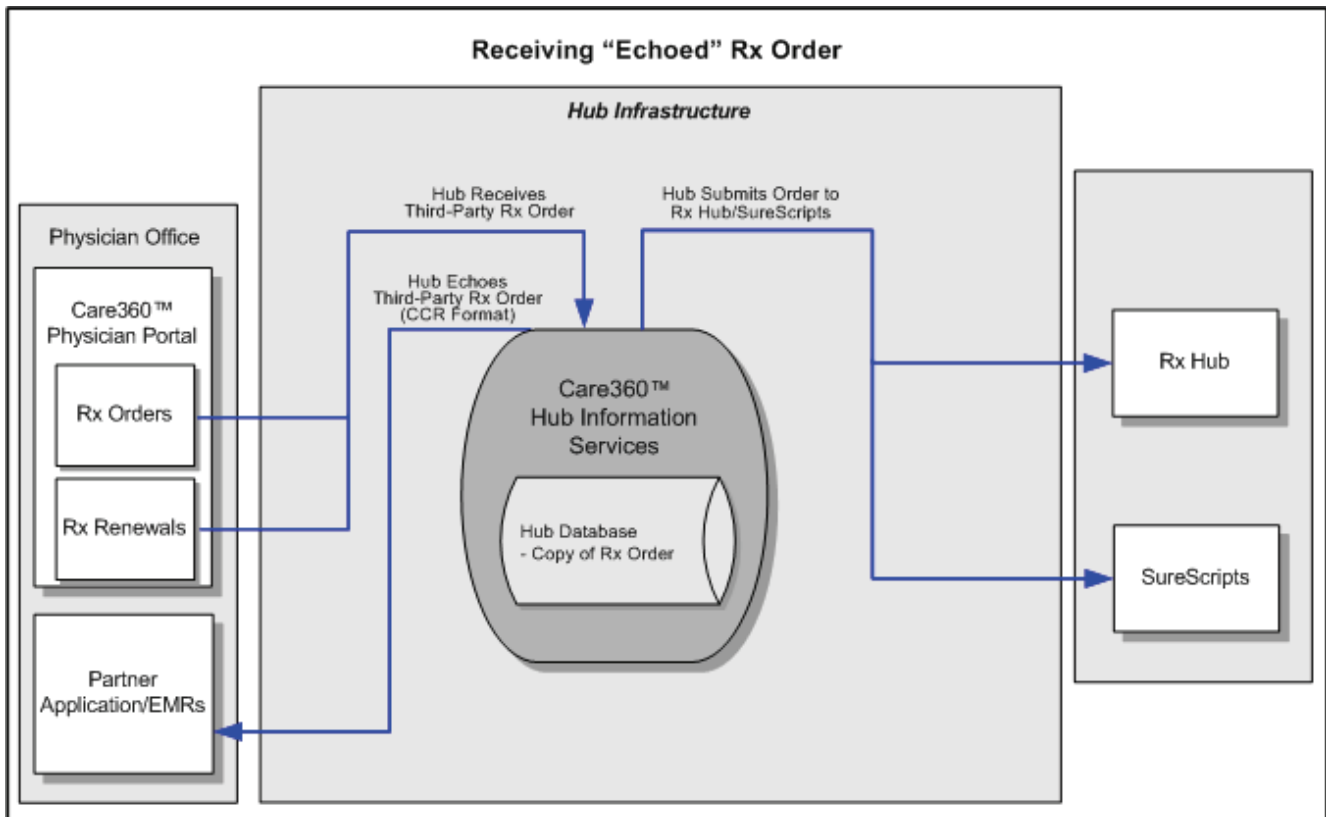 Receiving “Echoed” Rx Order
Hub Infrastructure
Hub Receives
Third-Party Rx Order
Hub Submits Order to
Rx Hub/SureScripts
Physician Office
Care360™
Physician Portal
Rx Orders
Rx Renewals
Partner
Application/EMRs
Hub Echoes
Third-Party Rx Order
(CCR Format)
Care360™
Hub Information
Services
Hub Database
- Copy of Rx Order
Rx Hub
SureScripts